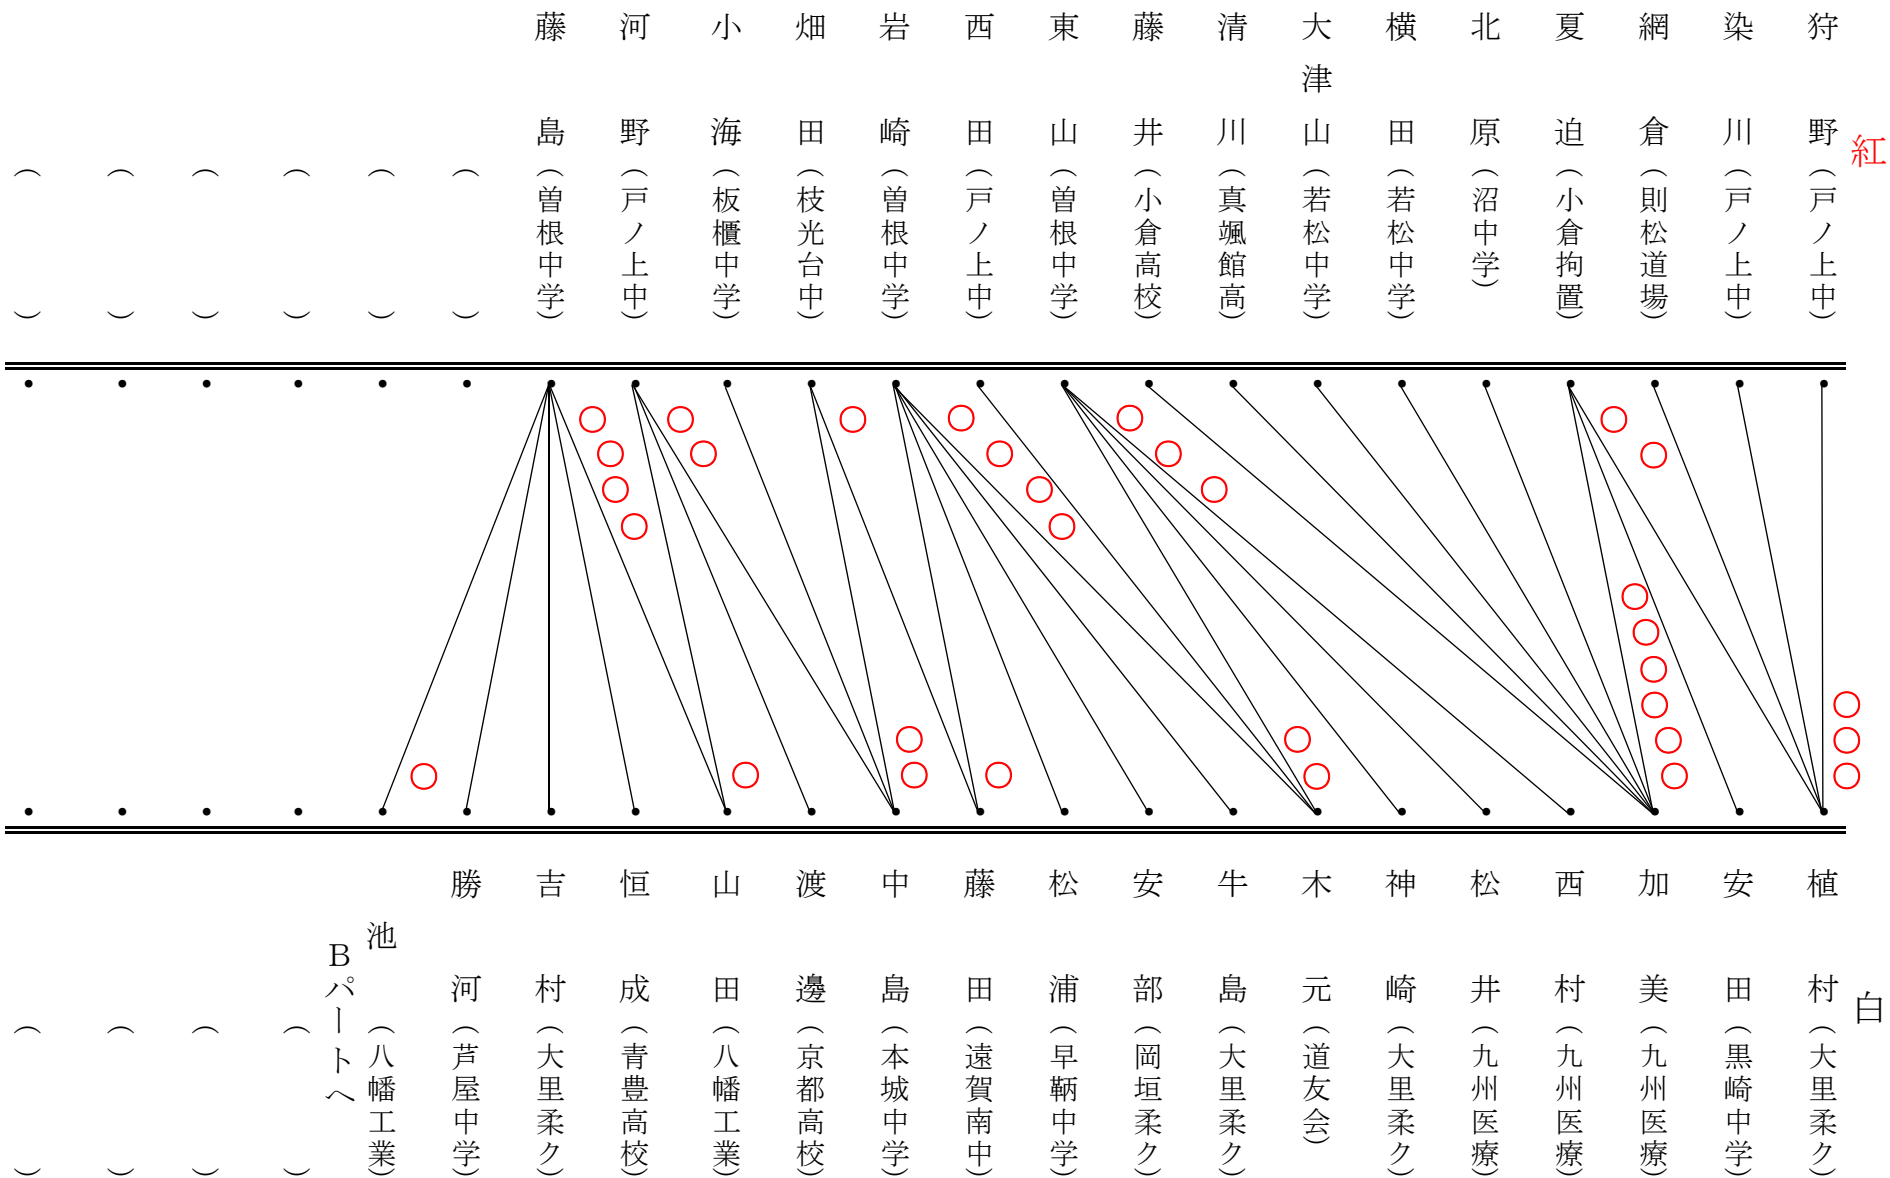 紅
狩野（戸ノ上中）
染川（戸ノ上中）
網倉（則松道場）
夏迫（小倉拘置）
北原（沼中学）
横田（若松中学）
大津山（若松中学）
清川（真颯館高）
藤井（小倉高校）
東山（曽根中学）
西田（戸ノ上中）
岩崎（曽根中学）
畑田（枝光台中）
小海（板櫃中学）
河野（戸ノ上中）
藤島（曽根中学）
（　）
（　）
（　）
（　）
（　）
（　）
白
植村（大里柔ク）
安田（黒崎中学）
加美（九州医療）
西村（九州医療）
松井（九州医療）
神崎（大里柔ク）
木元（道友会）
牛島（大里柔ク）
安部（岡垣柔ク）
松浦（早鞆中学）
藤田（遠賀南中）
中島（本城中学）
渡邊（京都高校）
山田（八幡工業）
恒成（青豊高校）
吉村（大里柔ク）
勝河（芦屋中学）
池（八幡工業）
Bパートへ
（　）
（　）
（　）
（　）